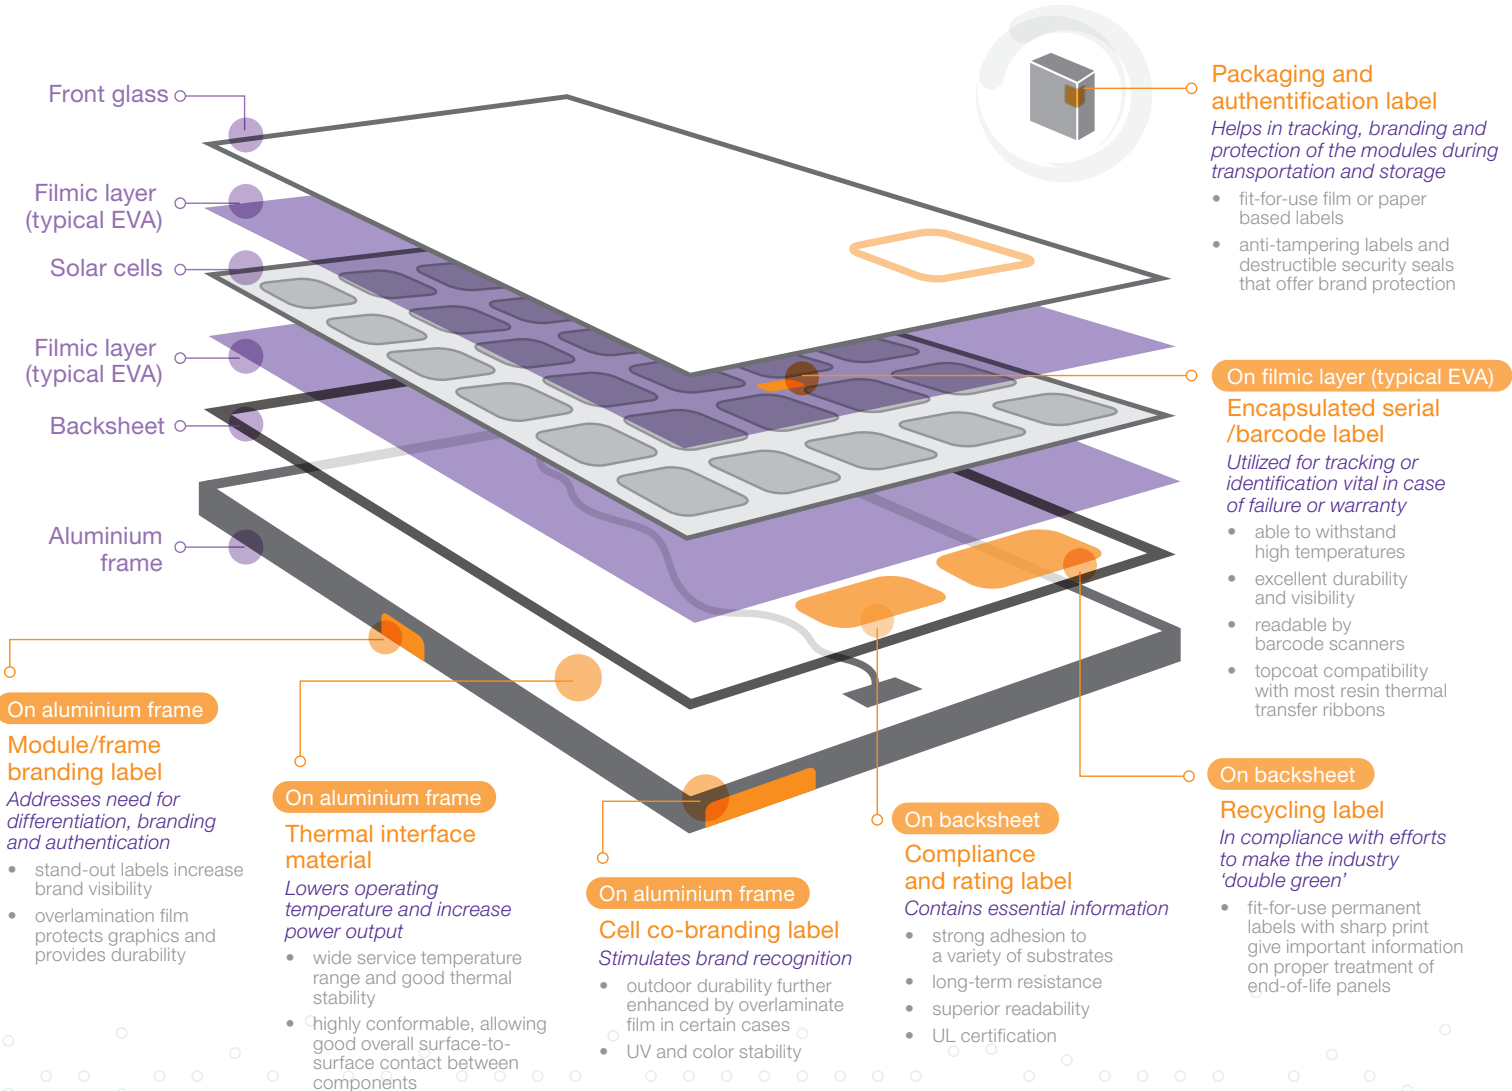 Front glass
Filmic layer
(typical EVA)
Solar cells
Filmic layer
(typical EVA)
Backsheet
Aluminium
frame
Packaging and
authentification label
Helps in tracking, branding and
protection of the modules during
transportation and storage
• fit-for-use film or paper
based labels
• anti-tampering labels and
destructible security seals
that offer brand protection
On filmic layer (typical EVA)
Encapsulated serial
/barcode label
Utilized for tracking or
identification vital in case
of failure or warranty
• able to withstand
high temperatures
• excellent durability
and visibility
• readable by
barcode scanners
• topcoat compatibility
with most resin thermal
transfer ribbons
On aluminium frame
Module/frame
branding label
Addresses need for
differentiation, branding
and authentication
• stand-out labels increase
brand visibility
• overlamination film
protects graphics and
provides durability
On aluminium frame
Thermal interface
material
Lowers operating
temperature and increase
power output
• wide service temperature
range and good thermal
stability
• highly conformable, allowing
good overall surface-to-
surface contact between
components
On aluminium frame
Cell co-branding label
Stimulates brand recognition
• outdoor durability further
enhanced by overlaminate
film in certain cases
• UV and color stability
On backsheet
Compliance
and rating label
Contains essential information
• strong adhesion to
a variety of substrates
• long-term resistance
• superior readability
• UL certification
On backsheet
Recycling label
In compliance with efforts
to make the industry
‘double green’
• fit-for-use permanent
labels with sharp print
give important information
on proper treatment of
end-of-life panels